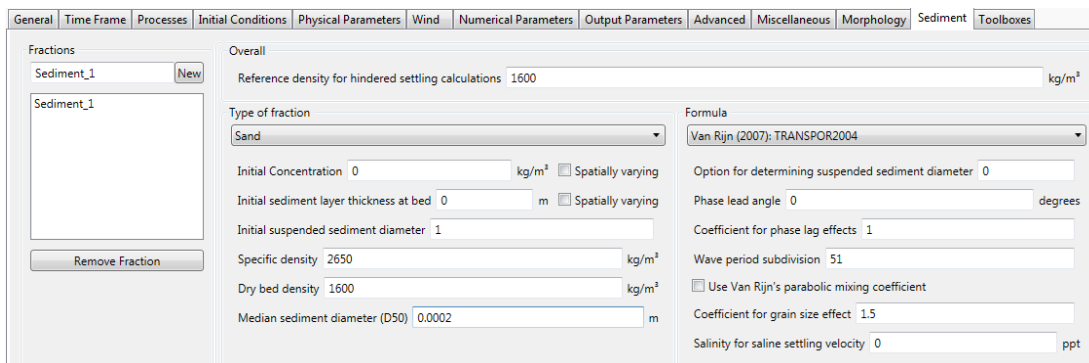 General Time Frame Processes Initial Conditions Physical Parameters Wind Numerical Parameters Output Parameters Advanced Miscellaneous Morphology Sediment Toolboxes
Fractions
Sediment_1 New
Sediment_1
Remove Fraction
Overall
Reference density for hindered settling calculations 1600 kg/m³
Type of fraction
Sand
Initial Concentration 0 kg/m³ Spatially varying
Initial sediment layer thickness at bed 0 m Spatially varying
Initial suspended sediment diameter 1
Specific density 2650 kg/m³
Dry bed density 1600 kg/m³
Median sediment diameter (D50) 0.0002 m
Formula
Van Rijn (2007): TRANSPOR2004
Option for determining suspended sediment diameter 0
Phase lead angle 0 degrees
Coefficient for phase lag effects 1
Wave period subdivision 51
Use Van Rijn's parabolic mixing coefficient
Coefficient for grain size effect 1.5
Salinity for saline settling velocity 0 ppt